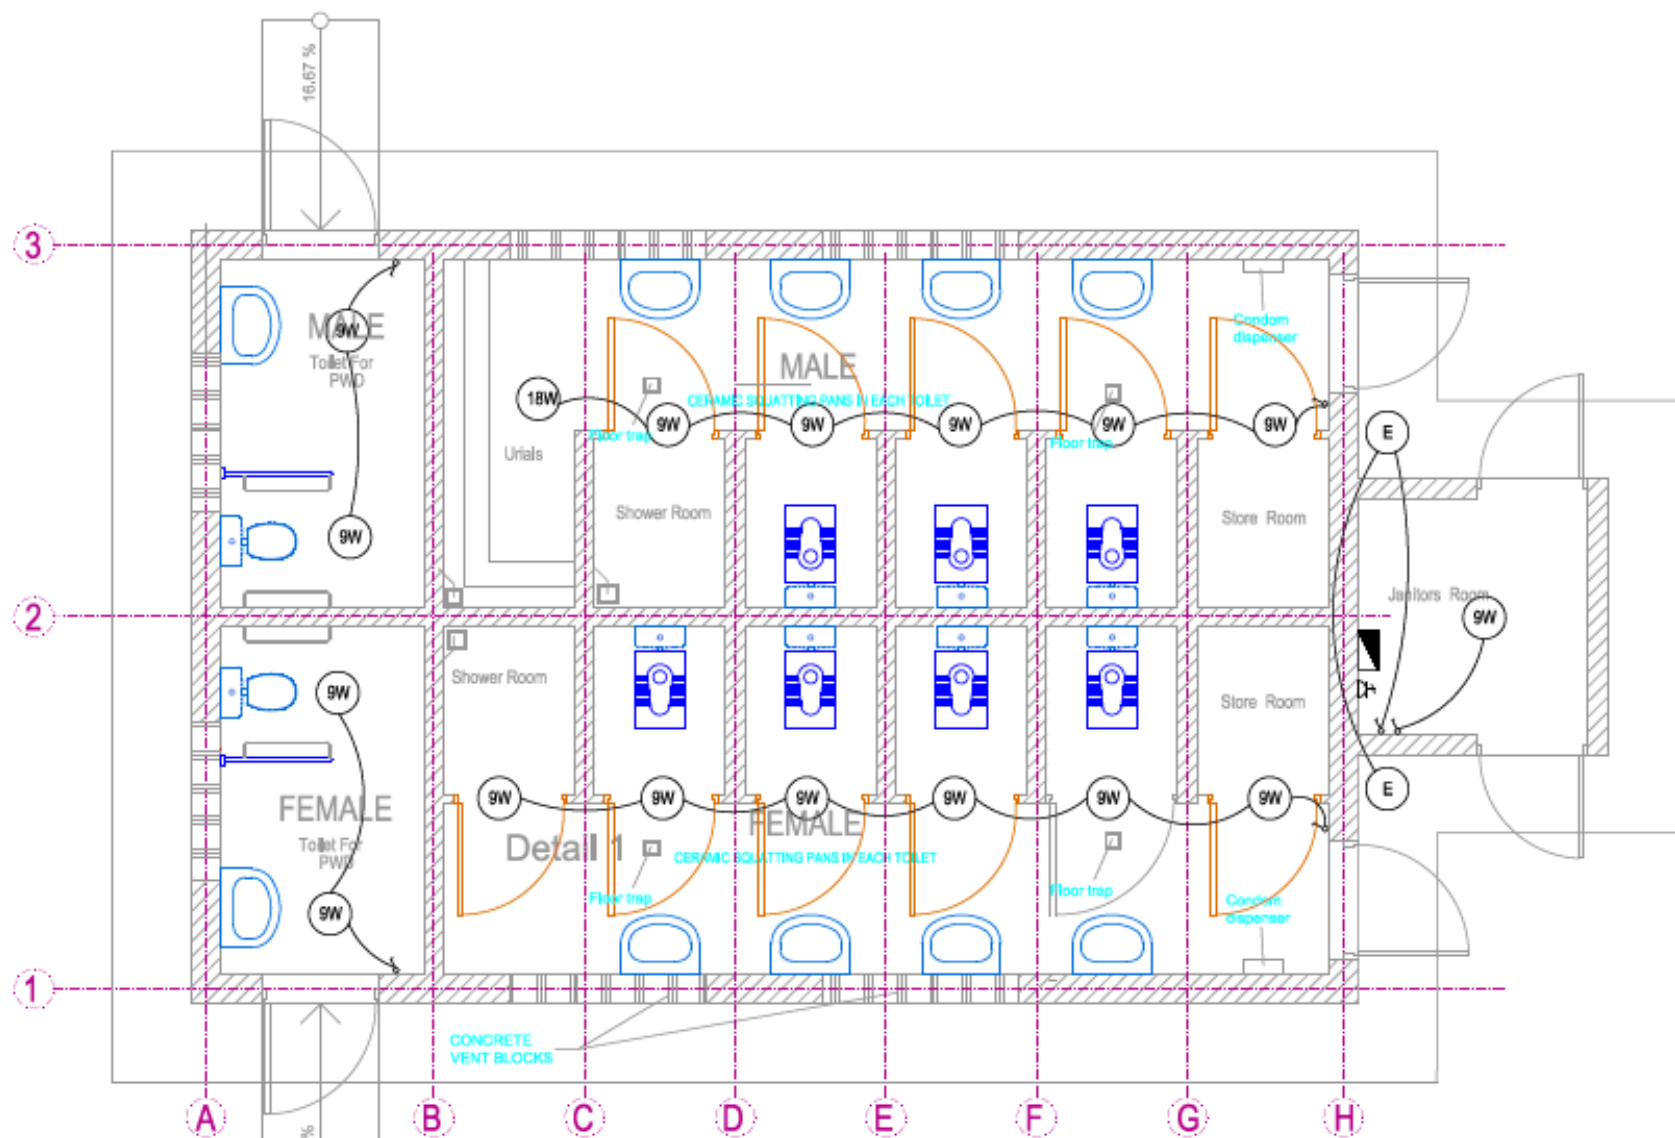 16.67 %
3
MALE
Toilet For
PWD
9W
9W
18W
Urials
MALE
CERAMIC SQUATTING PANS IN EACH TOILET
Floor trap
Floor trap
Condom
dispenser
9W
9W
9W
9W
9W
E
Shower Room
Store Room
Janitors Room
9W
2
Shower Room
Store Room
9W
FEMALE
Toilet For
PWD
9W
9W
9W
9W
9W
9W
9W
E
Detail 1
FEMALE
CERAMIC SQUATTING PANS IN EACH TOILET
Floor trap
Floor trap
Condom
dispenser
1
CONCRETE
VENT BLOCKS
A B C D E F G H
%